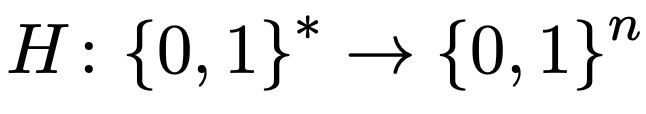 H: {0, 1}* → {0, 1}ⁿ